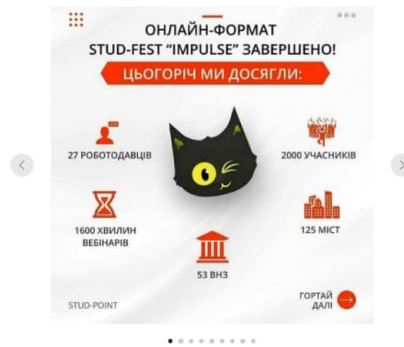 ОНЛАЙН-ФОРМАТ
STUD-FEST “IMPULSE” ЗАВЕРШЕНО!
ЦЬОГОРІЧ МИ ДОСЯГЛИ:
27 РОБОТОДАВЦІВ
2000 УЧАСНИКІВ
1600 ХВИЛИН
ВЕБІНАРІВ
125 МІСТ
53 ВНЗ
STUD-POINT
ГОРТАЙ
ДАЛІ